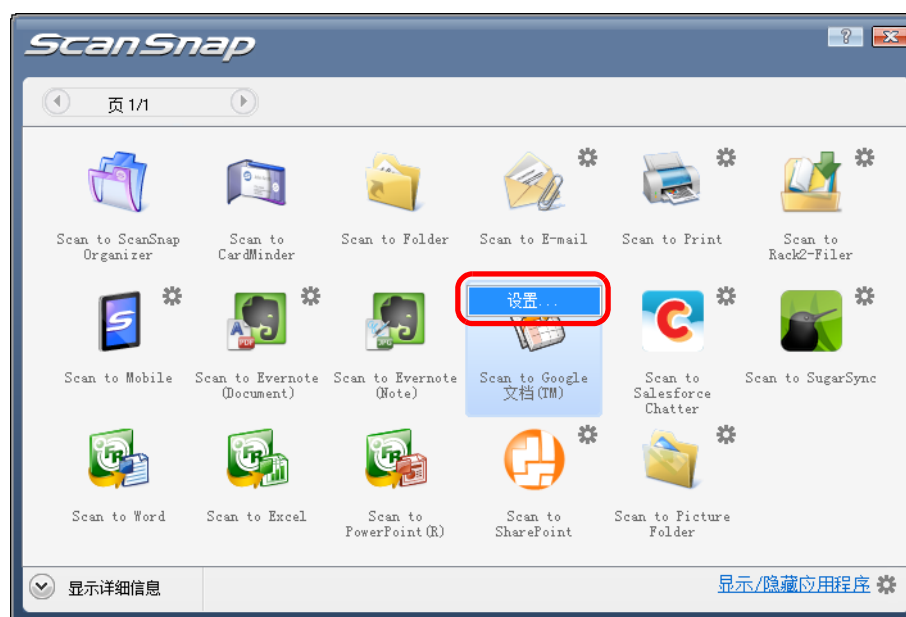 ScanSnap
?
页 1/1
Scan to ScanSnap
Organizer
Scan to
CardMinder
Scan to Folder
Scan to E-mail
Scan to Print
Scan to
Rack2-Filer
设置...
Scan to Mobile
Scan to Evernote
(Document)
Scan to Evernote
(Note)
Scan to Google
文档(TM)
Scan to
Salesforce
Chatter
Scan to SugarSync
Scan to Word
Scan to Excel
Scan to
PowerPoint(R)
Scan to
SharePoint
Scan to Picture
Folder
显示详细信息
显示/隐藏应用程序